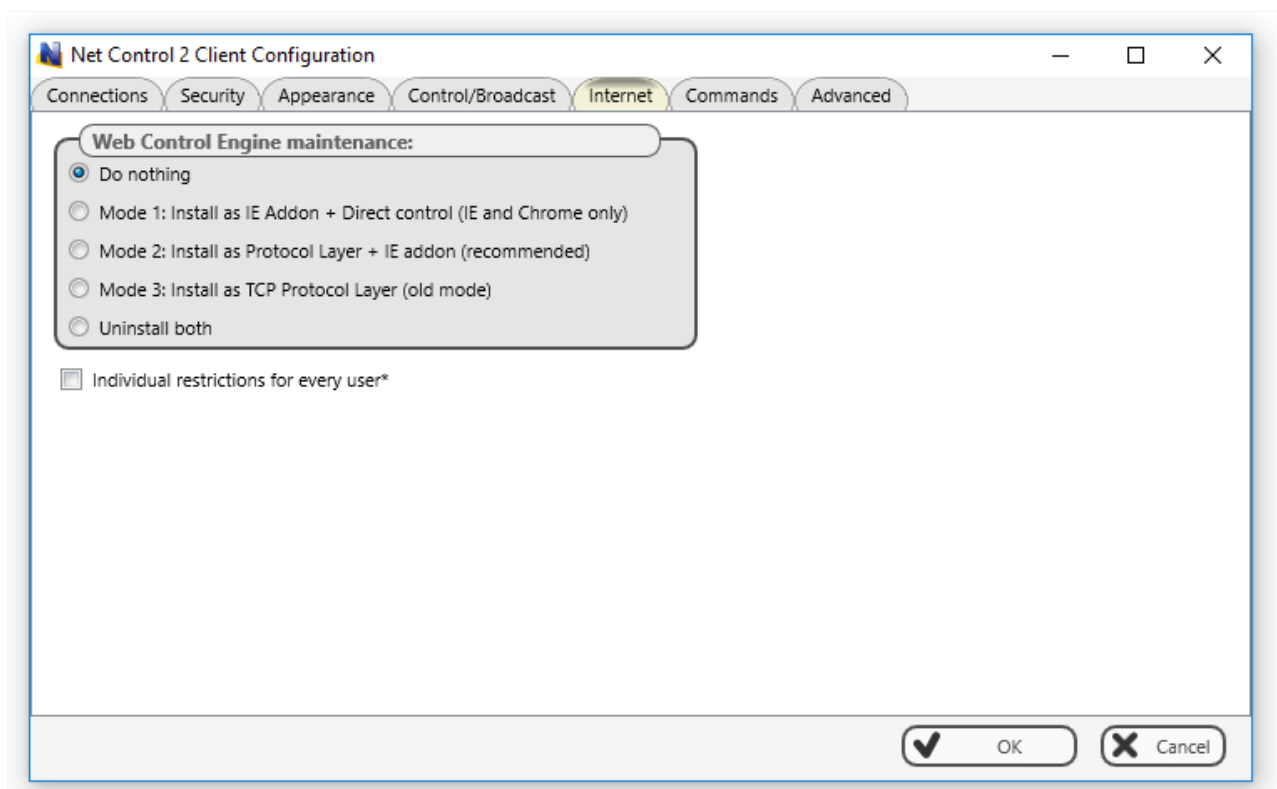 Net Control 2 Client Configuration
Connections Security Appearance Control/Broadcast Internet Commands Advanced
Web Control Engine maintenance:
Do nothing
Mode 1: Install as IE Addon + Direct control (IE and Chrome only)
Mode 2: Install as Protocol Layer + IE addon (recommended)
Mode 3: Install as TCP Protocol Layer (old mode)
Uninstall both
Individual restrictions for every user*
OK Cancel